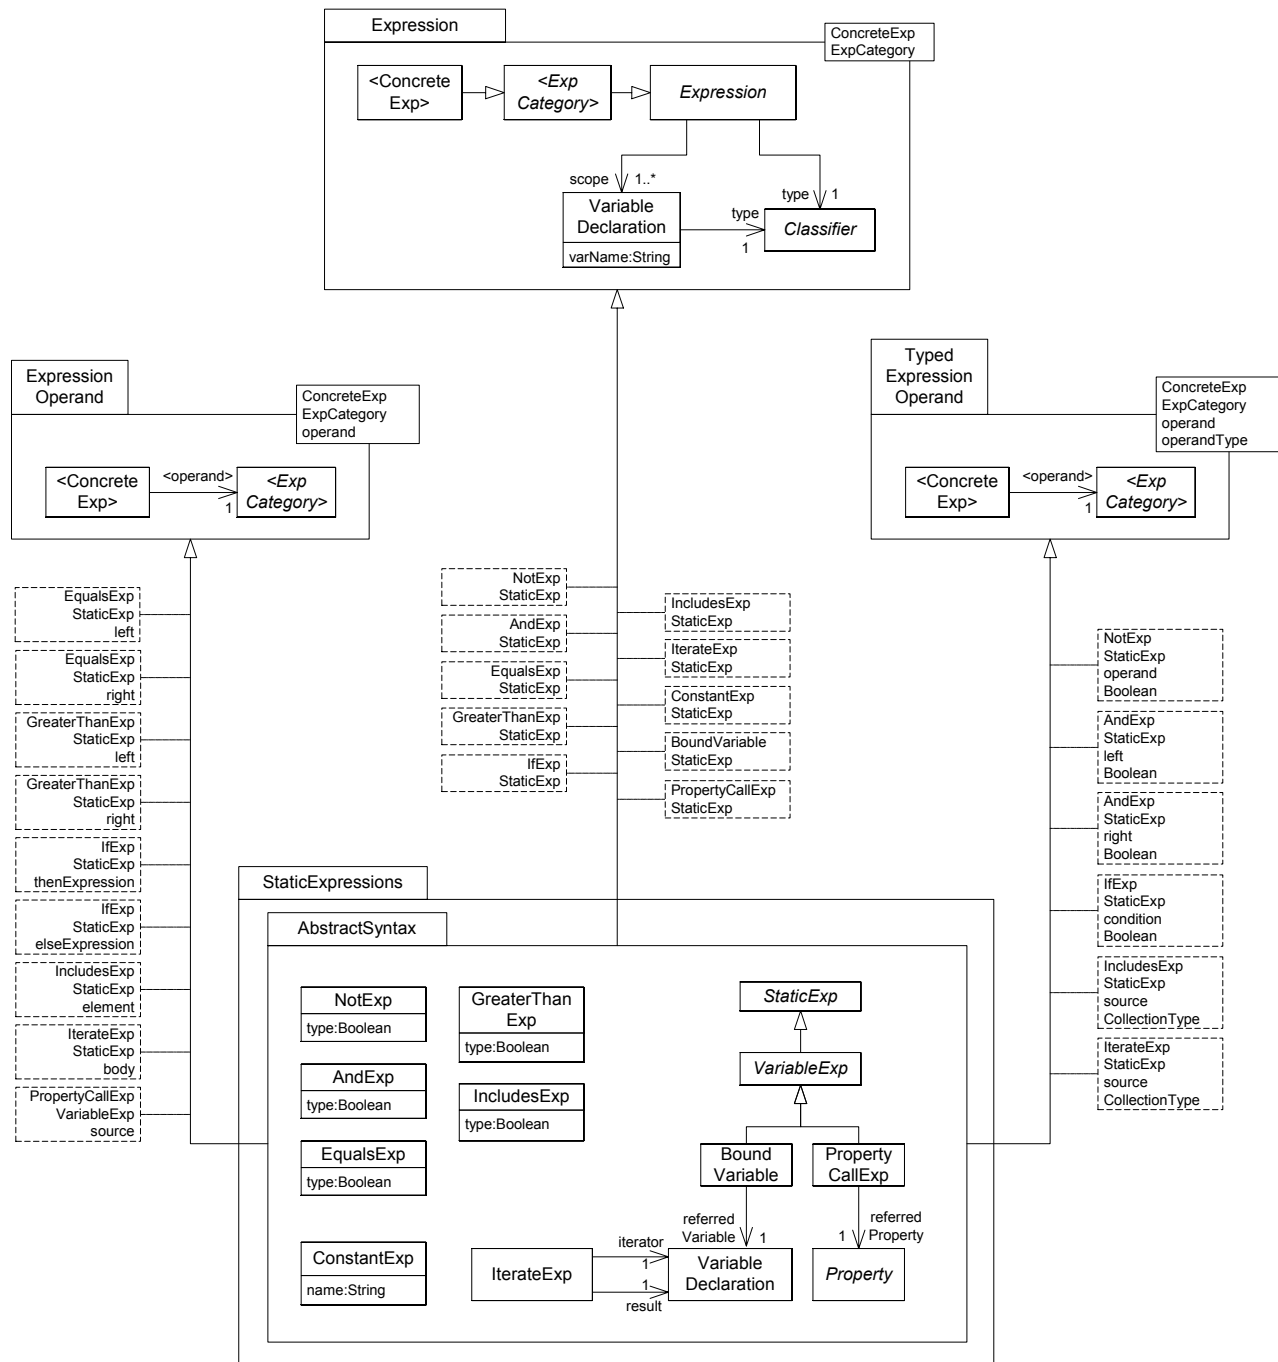 Expression
ConcreteExp
ExpCategory
<Concrete
Exp>
<Exp
Category>
Expression
scope
1..*
type
1
Variable
Declaration
varName:String
type
1
Classifier
Expression
Operand
ConcreteExp
ExpCategory
operand
<Concrete
Exp>
<operand>
1
<Exp
Category>
Typed
Expression
Operand
ConcreteExp
ExpCategory
operand
operandType
<Concrete
Exp>
<operand>
1
<Exp
Category>
EqualsExp
StaticExp
left
EqualsExp
StaticExp
right
GreaterThanExp
StaticExp
left
GreaterThanExp
StaticExp
right
IfExp
StaticExp
thenExpression
IfExp
StaticExp
elseExpression
IncludesExp
StaticExp
element
IterateExp
StaticExp
body
PropertyCallExp
VariableExp
source
NotExp
StaticExp
AndExp
StaticExp
EqualsExp
StaticExp
GreaterThanExp
StaticExp
IfExp
StaticExp
IncludesExp
StaticExp
IterateExp
StaticExp
ConstantExp
StaticExp
BoundVariable
StaticExp
PropertyCallExp
StaticExp
NotExp
StaticExp
operand
Boolean
AndExp
StaticExp
left
Boolean
AndExp
StaticExp
right
Boolean
IfExp
StaticExp
condition
Boolean
IncludesExp
StaticExp
source
CollectionType
IterateExp
StaticExp
source
CollectionType
StaticExpressions
AbstractSyntax
NotExp
type:Boolean
GreaterThan
Exp
type:Boolean
AndExp
type:Boolean
IncludesExp
type:Boolean
EqualsExp
type:Boolean
ConstantExp
name:String
StaticExp
VariableExp
Bound
Variable
Property
CallExp
referred
Variable
1
referred
Property
1
IterateExp
iterator
1
1
result
Variable
Declaration
Property